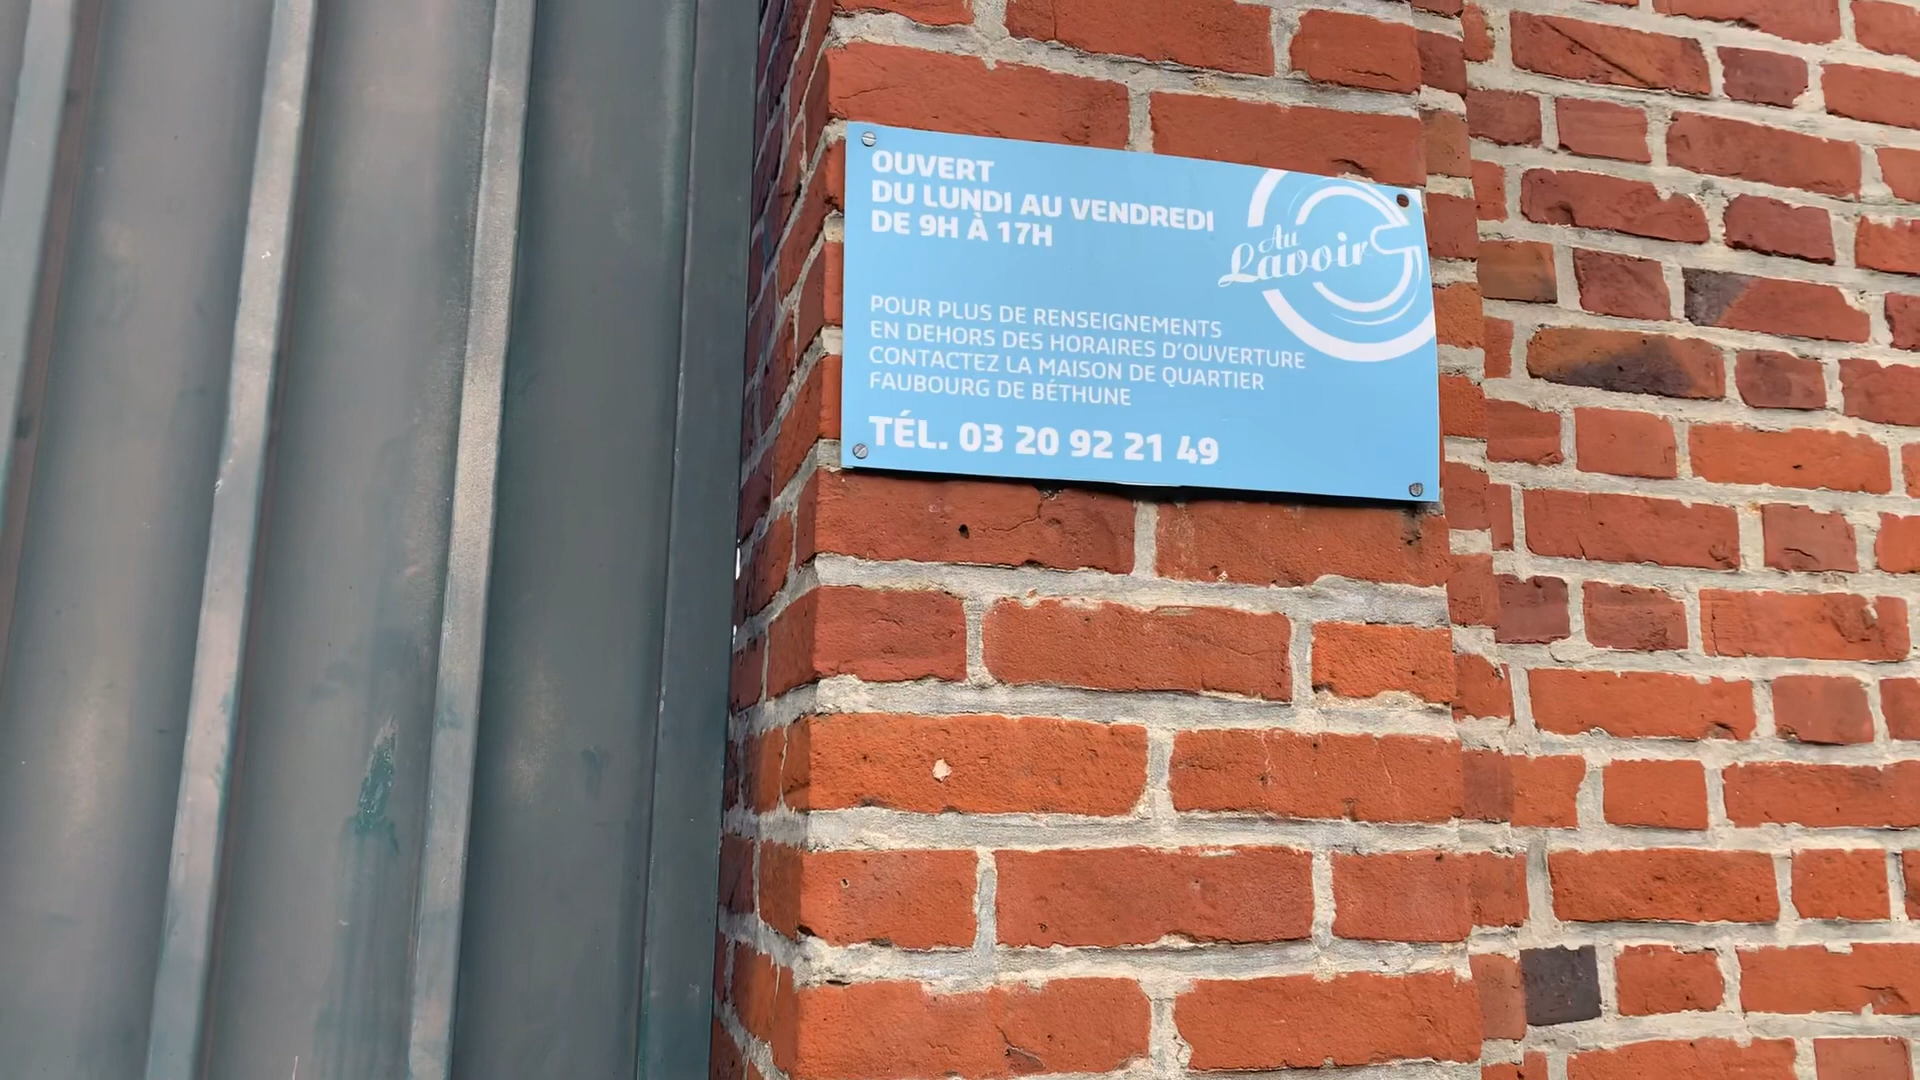 OUVERT
DU LUNDI AU VENDREDI
DE 9H À 17H
Au
Lavoir
POUR PLUS DE RENSEIGNEMENTS
EN DEHORS DES HORAIRES D'OUVERTURE
CONTACTEZ LA MAISON DE QUARTIER
FAUBOURG DE BÉTHUNE
TÉL. 03 20 92 21 49